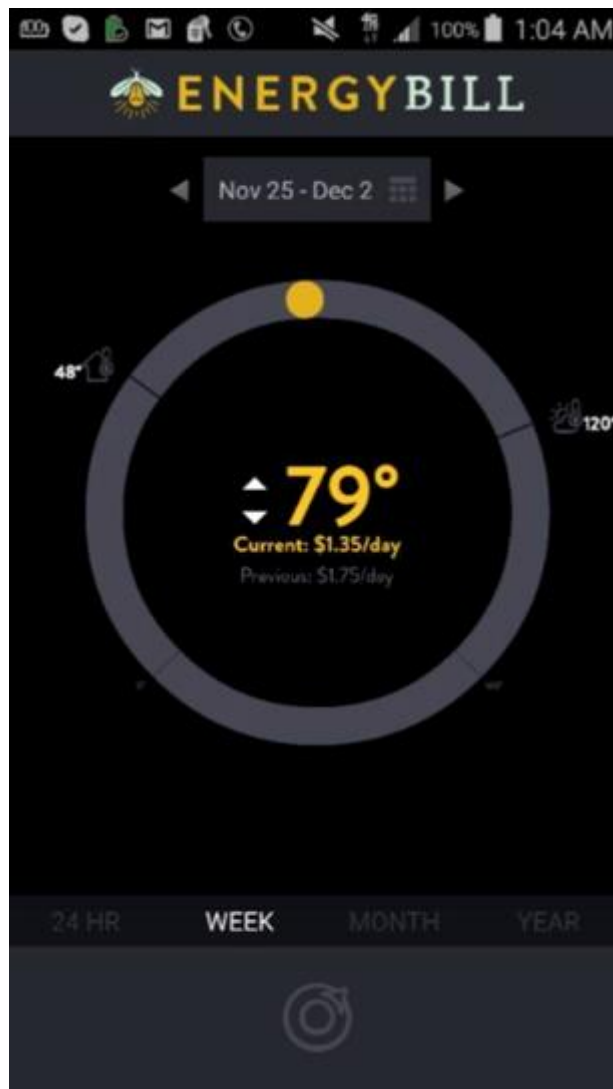 100% 1:04 AM
ENERGYBILL
Nov 25 - Dec 2
48°
120°
79°
Current: $1.35/day
Previous: $1.75/day
24 HR WEEK MONTH YEAR